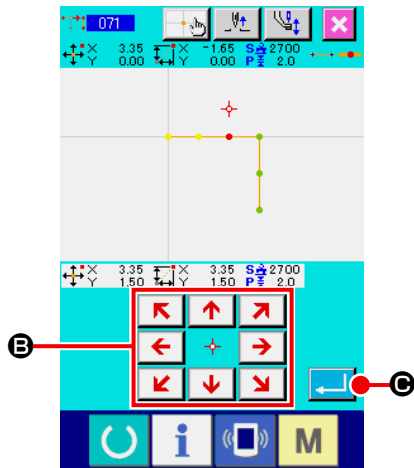 071
X 3.35 X -1.65 S 2700
Y 0.00 Y 0.00 P 2.0
X 3.35 X 3.35 S 2700
Y 1.50 Y 1.50 P 2.0
B
C
i M